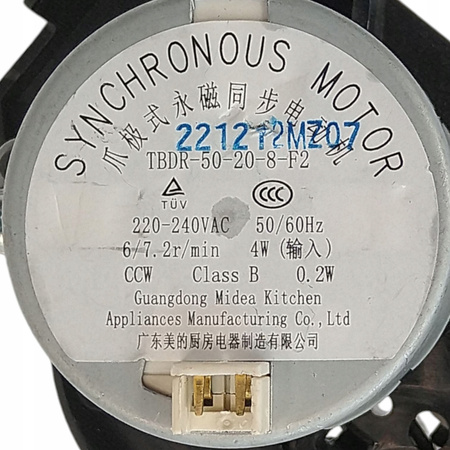 SYNCHRONOUS MOTOR
爪极式永磁同步电动机
221212MZ07
TBDR-50-20-8-F2
TÜV
CCC
220-240VAC 50/60Hz
6/7.2r/min 4W(输入)
CCW Class B 0.2W
Guangdong Midea Kitchen
Appliances Manufacturing Co.,Ltd
广东美的厨房电器制造有限公司